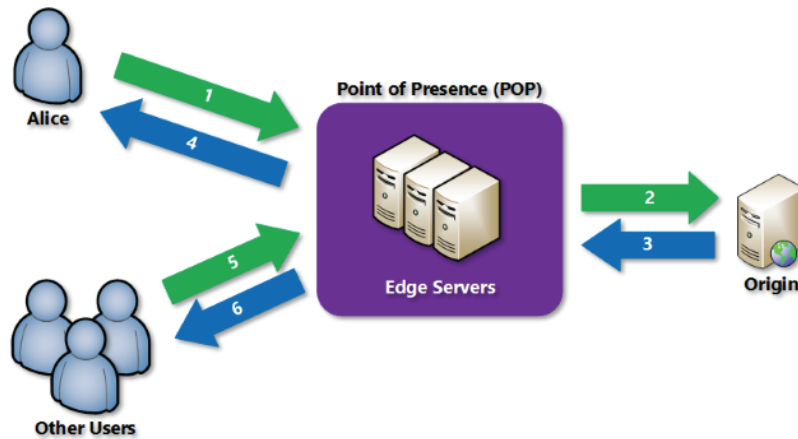 Alice
1
4
Point of Presence (POP)
Edge Servers
2
3
Origin
5
6
Other Users